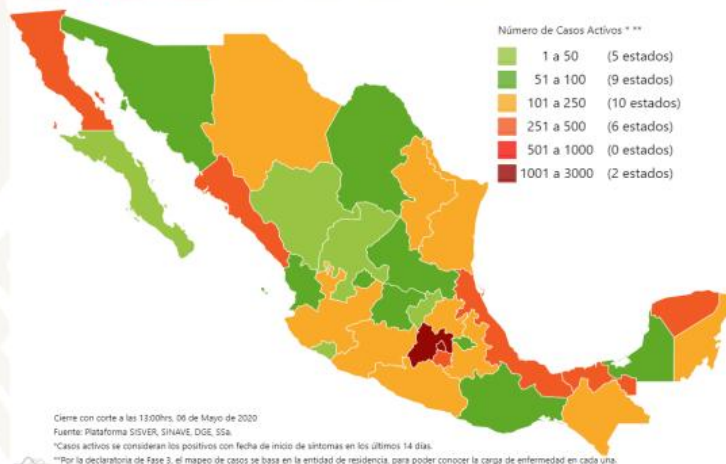 Número de Casos Activos * **
1 a 50 (5 estados)
51 a 100 (9 estados)
101 a 250 (10 estados)
251 a 500 (6 estados)
501 a 1000 (0 estados)
1001 a 3000 (2 estados)
Cierre con corte a las 13:00hrs, 06 de Mayo de 2020
Fuente: Plataforma SISVER, SINAVE, DGE, SSa.
*Casos activos se consideran los positivos con fecha de inicio de síntomas en los últimos 14 días.
**Por la declaratoria de Fase 3, el mapeo de casos se basa en la entidad de residencia, para poder conocer la carga de enfermedad en cada una.